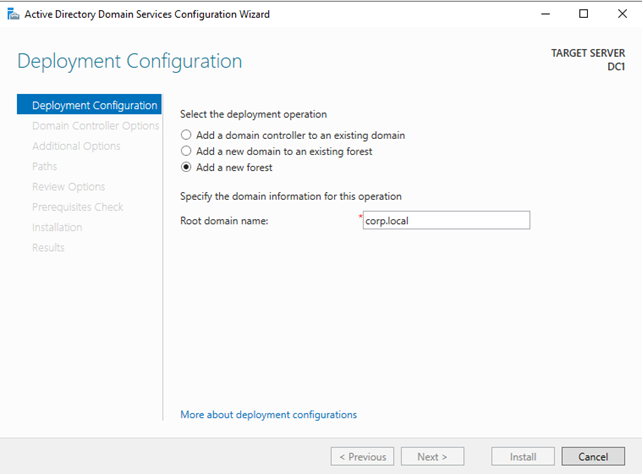 Active Directory Domain Services Configuration Wizard
Deployment Configuration
TARGET SERVER
DC1
Deployment Configuration
Domain Controller Options
Additional Options
Paths
Review Options
Prerequisites Check
Installation
Results
Select the deployment operation
Add a domain controller to an existing domain
Add a new domain to an existing forest
Add a new forest
Specify the domain information for this operation
Root domain name: * corp.local
More about deployment configurations
< Previous Next > Install Cancel